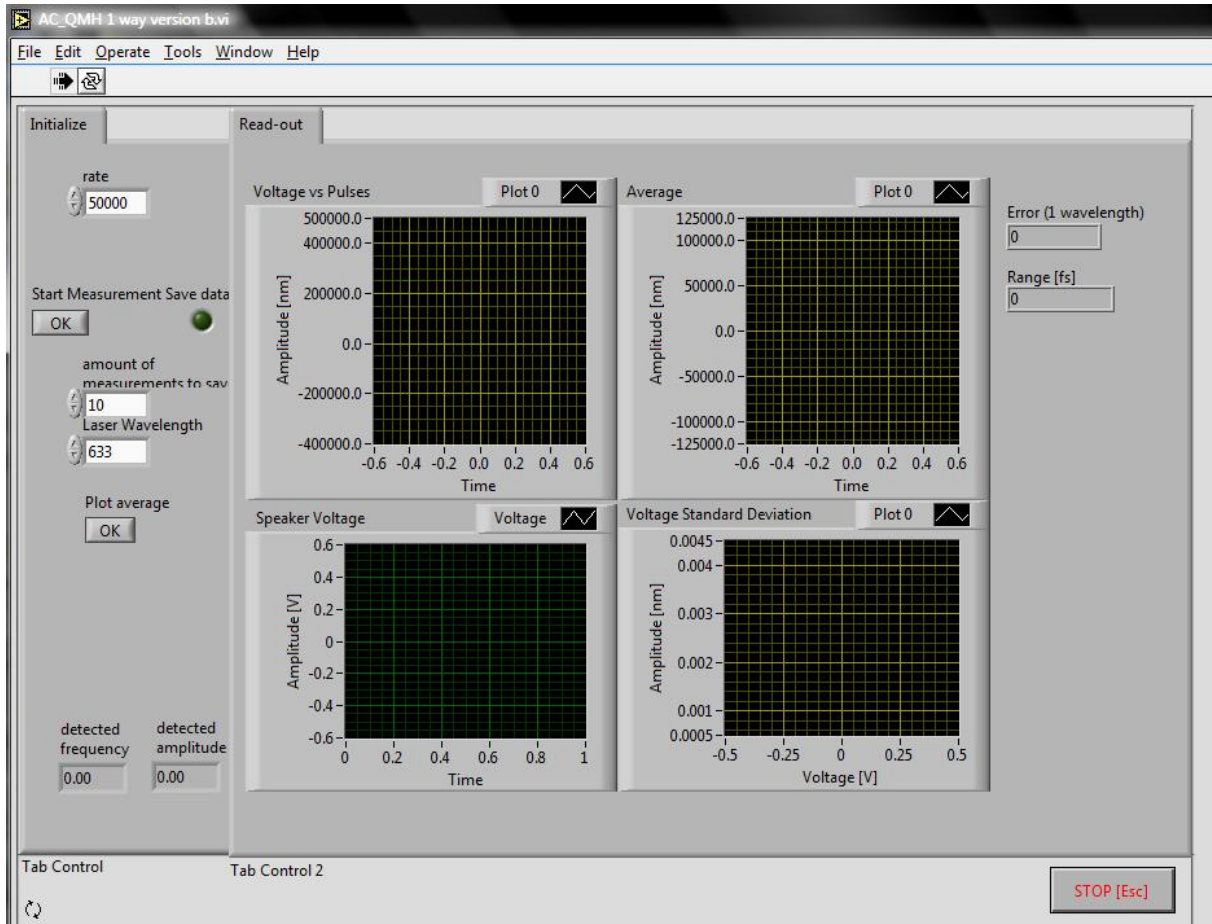 AC_QMH 1 way version b.vi
File Edit Operate Tools Window Help
Initialize
rate
50000
Start Measurement Save data
OK
amount of
measurements to sav
10
Laser Wavelength
633
Plot average
OK
detected
frequency
0.00
detected
amplitude
0.00
Tab Control
Read-out
Voltage vs Pulses
Plot 0
500000.0
400000.0
200000.0
0.0
-200000.0
-400000.0
Amplitude [nm]
-0.6 -0.4 -0.2 0.0 0.2 0.4 0.6
Time
Average
Plot 0
125000.0
100000.0
50000.0
0.0
-50000.0
-100000.0
-125000.0
Amplitude [nm]
-0.6 -0.4 -0.2 0.0 0.2 0.4 0.6
Time
Error (1 wavelength)
0
Range [fs]
0
Speaker Voltage
Voltage
0.6
0.4
0.2
0
-0.2
-0.4
-0.6
Amplitude [V]
0 0.2 0.4 0.6 0.8 1
Time
Voltage Standard Deviation
Plot 0
0.0045
0.004
0.003
0.002
0.001
0.0005
Amplitude [nm]
-0.5 -0.25 0 0.25 0.5
Voltage [V]
Tab Control 2
STOP [Esc]